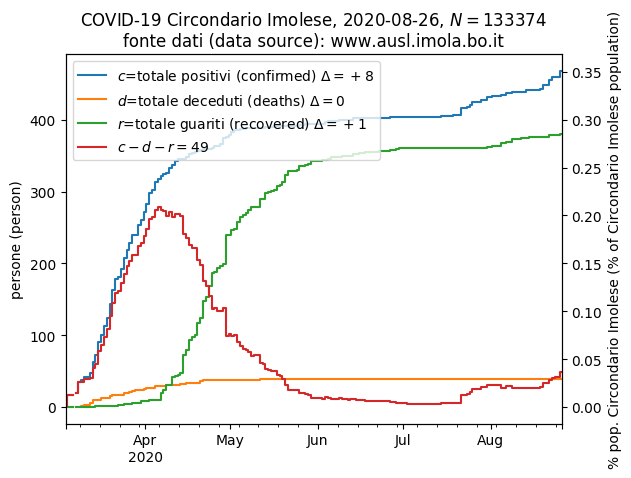 COVID-19 Circondario Imolese, 2020-08-26, N = 133374
fonte dati (data source): www.ausl.imola.bo.it
c=totale positivi (confirmed) Δ = +8
d=totale deceduti (deaths) Δ = 0
r=totale guariti (recovered) Δ = +1
c − d − r = 49
persone (person)
400
300
200
100
0
0.35
0.30
0.25
0.20
0.15
0.10
0.05
0.00
% pop. Circondario Imolese (% of Circondario Imolese population)
Apr May Jun Jul Aug
2020